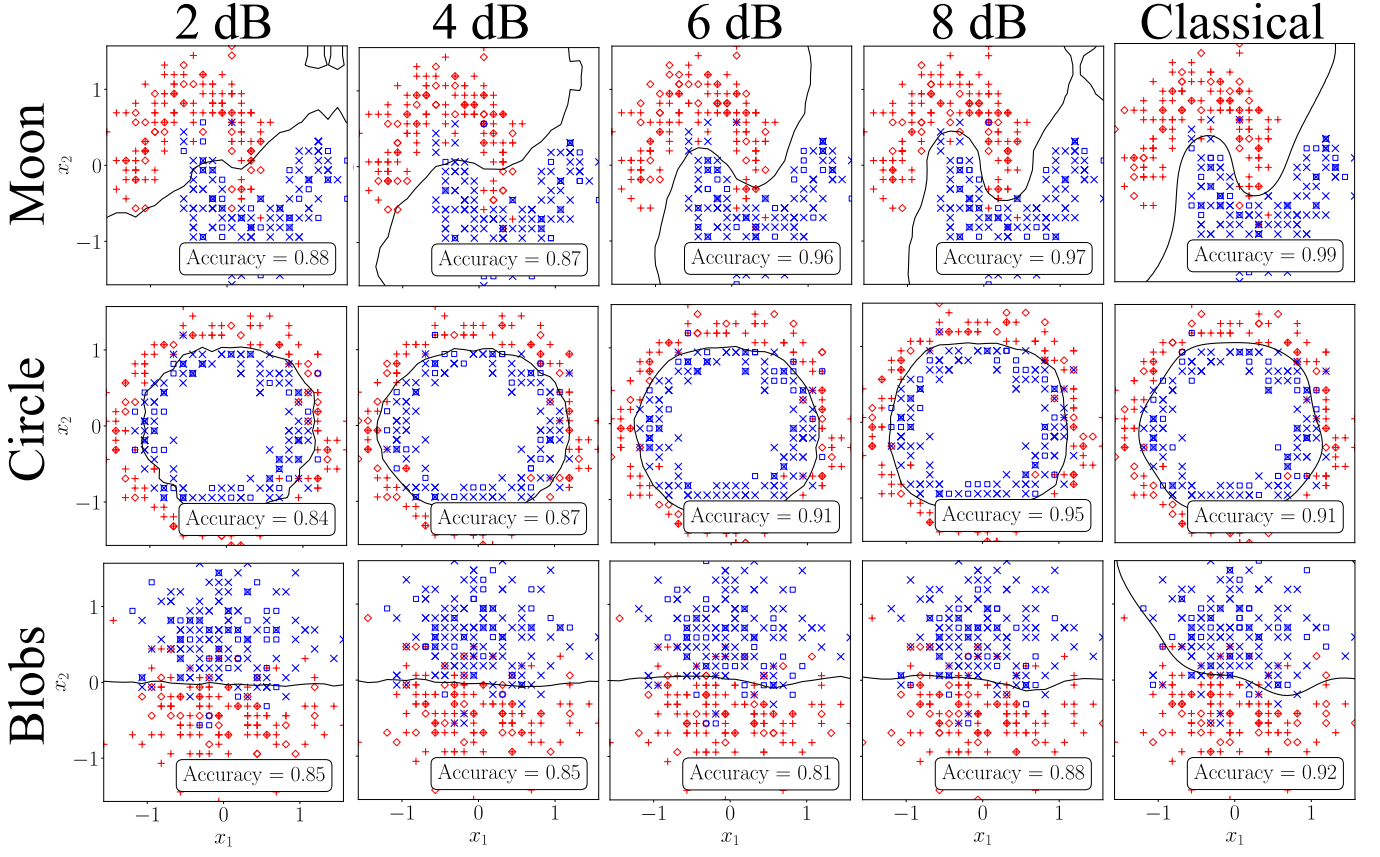 2 dB 4 dB 6 dB 8 dB Classical
Moon
x2
1
0
−1
Accuracy = 0.88
Accuracy = 0.87
Accuracy = 0.96
Accuracy = 0.97
Accuracy = 0.99
Circle
x2
1
0
−1
Accuracy = 0.84
Accuracy = 0.87
Accuracy = 0.91
Accuracy = 0.95
Accuracy = 0.91
Blobs
x2
1
0
−1
Accuracy = 0.85
Accuracy = 0.85
Accuracy = 0.81
Accuracy = 0.88
Accuracy = 0.92
−1 0 1
−1 0 1
−1 0 1
−1 0 1
−1 0 1
x1
x1
x1
x1
x1